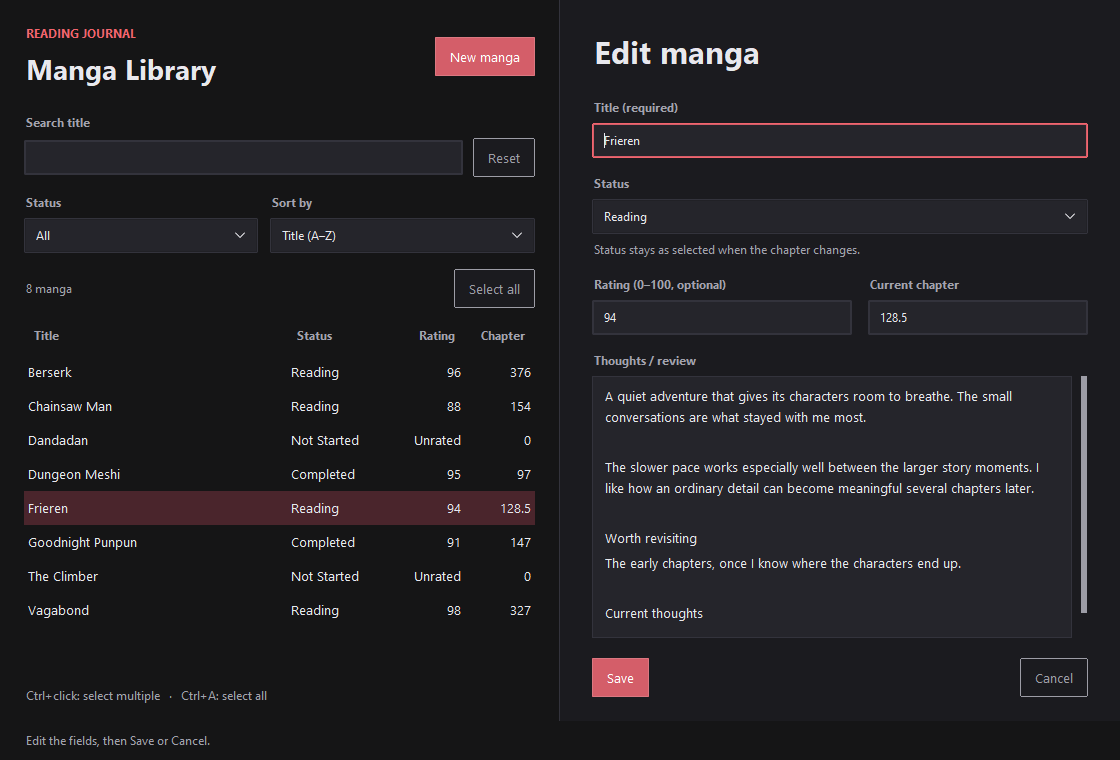 READING JOURNAL
Manga Library
New manga
Search title
Reset
Status
Sort by
All
Title (A–Z)
8 manga
Select all
Title Status Rating Chapter
Berserk Reading 96 376
Chainsaw Man Reading 88 154
Dandadan Not Started Unrated 0
Dungeon Meshi Completed 95 97
Frieren Reading 94 128.5
Goodnight Punpun Completed 91 147
The Climber Not Started Unrated 0
Vagabond Reading 98 327
Ctrl+click: select multiple · Ctrl+A: select all
Edit the fields, then Save or Cancel.
Edit manga
Title (required)
Frieren
Status
Reading
Status stays as selected when the chapter changes.
Rating (0–100, optional)
Current chapter
94
128.5
Thoughts / review
A quiet adventure that gives its characters room to breathe. The small
conversations are what stayed with me most.
The slower pace works especially well between the larger story moments. I
like how an ordinary detail can become meaningful several chapters later.
Worth revisiting
The early chapters, once I know where the characters end up.
Current thoughts
Save
Cancel